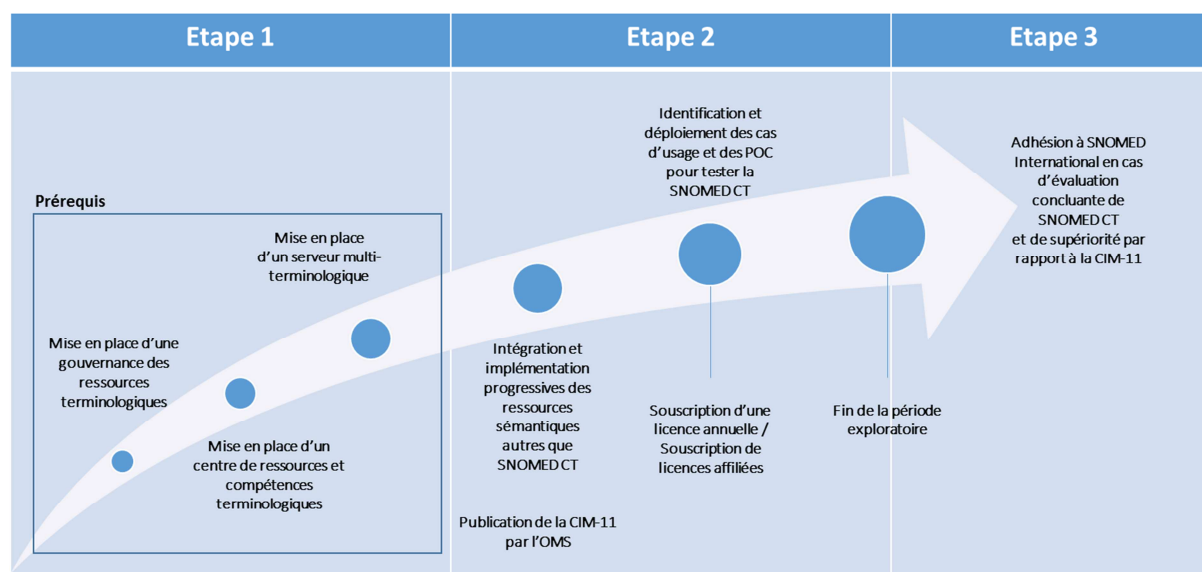 Etape 1
Etape 2
Etape 3
Prérequis
Mise en place d'une
gouvernance des
ressources
terminologiques
Mise en place d'un
centre de ressources et
compétences
terminologiques
Mise en place
d'un serveur multi-
terminologique
Intégration et
implémentation
progressives des
ressources
sémantiques
autres que
SNOMED CT
Publication de la CIM-11
par l'OMS
Identification et
déploiement des cas
d'usage et des POC
pour tester la
SNOMED CT
Souscription d'une
licence annuelle /
Souscription de
licences affiliées
Fin de la période
exploratoire
Adhésion à SNOMED
International en cas
d'évaluation
concluante de
SNOMED CT
et de supériorité par
rapport à la CIM-11